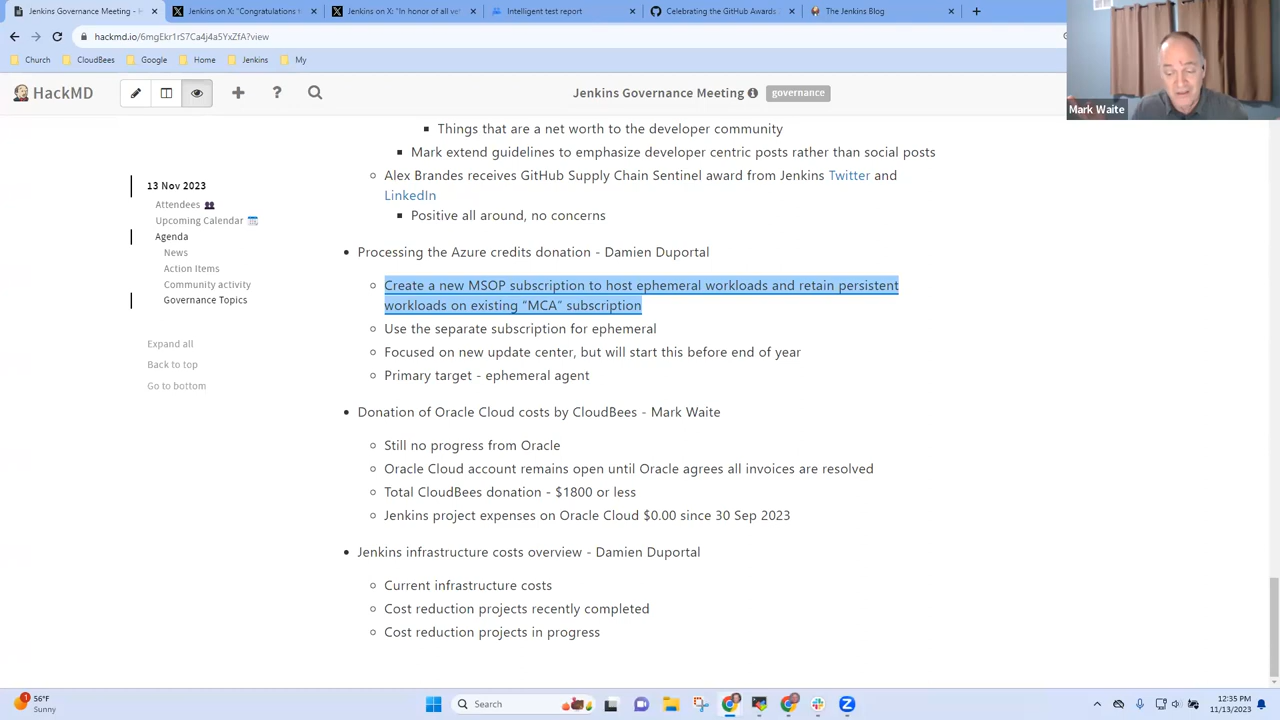 Jenkins Governance Meeting - H
Jenkins on X: "Congratulations t
Jenkins on X: "In honor of all ve
Intelligent test report
Celebrating the GitHub Awards
The Jenkins Blog
hackmd.io/6mgEkr1rS7Ca4j4a5YxZfA?view
Church
CloudBees
Google
Home
Jenkins
My
HackMD
Jenkins Governance Meeting
governance
Mark Waite
Things that are a net worth to the developer community
Mark extend guidelines to emphasize developer centric posts rather than social posts
Alex Brandes receives GitHub Supply Chain Sentinel award from Jenkins Twitter and
LinkedIn
Positive all around, no concerns
13 Nov 2023
Attendees
Upcoming Calendar
Agenda
News
Action Items
Community activity
Governance Topics
Expand all
Back to top
Go to bottom
Processing the Azure credits donation - Damien Duportal
Create a new MSOP subscription to host ephemeral workloads and retain persistent
workloads on existing “MCA” subscription
Use the separate subscription for ephemeral
Focused on new update center, but will start this before end of year
Primary target - ephemeral agent
Donation of Oracle Cloud costs by CloudBees - Mark Waite
Still no progress from Oracle
Oracle Cloud account remains open until Oracle agrees all invoices are resolved
Total CloudBees donation - $1800 or less
Jenkins project expenses on Oracle Cloud $0.00 since 30 Sep 2023
Jenkins infrastructure costs overview - Damien Duportal
Current infrastructure costs
Cost reduction projects recently completed
Cost reduction projects in progress
1
56°F
Sunny
Search
12:35 PM
11/13/2023